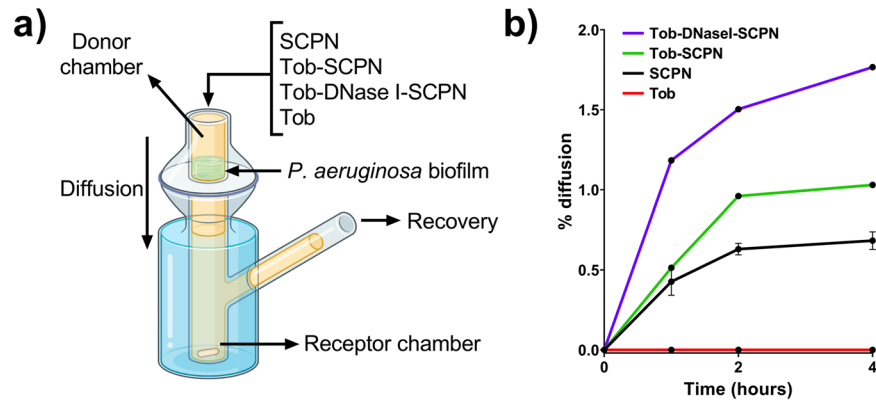 a)
Donor
chamber
SCPN
Tob-SCPN
Tob-DNase I-SCPN
Tob
P. aeruginosa biofilm
Diffusion
Recovery
Receptor chamber
b)
% diffusion
2.0
1.5
1.0
0.5
0.0
Tob-DNaseI-SCPN
Tob-SCPN
SCPN
Tob
0 2 4
Time (hours)